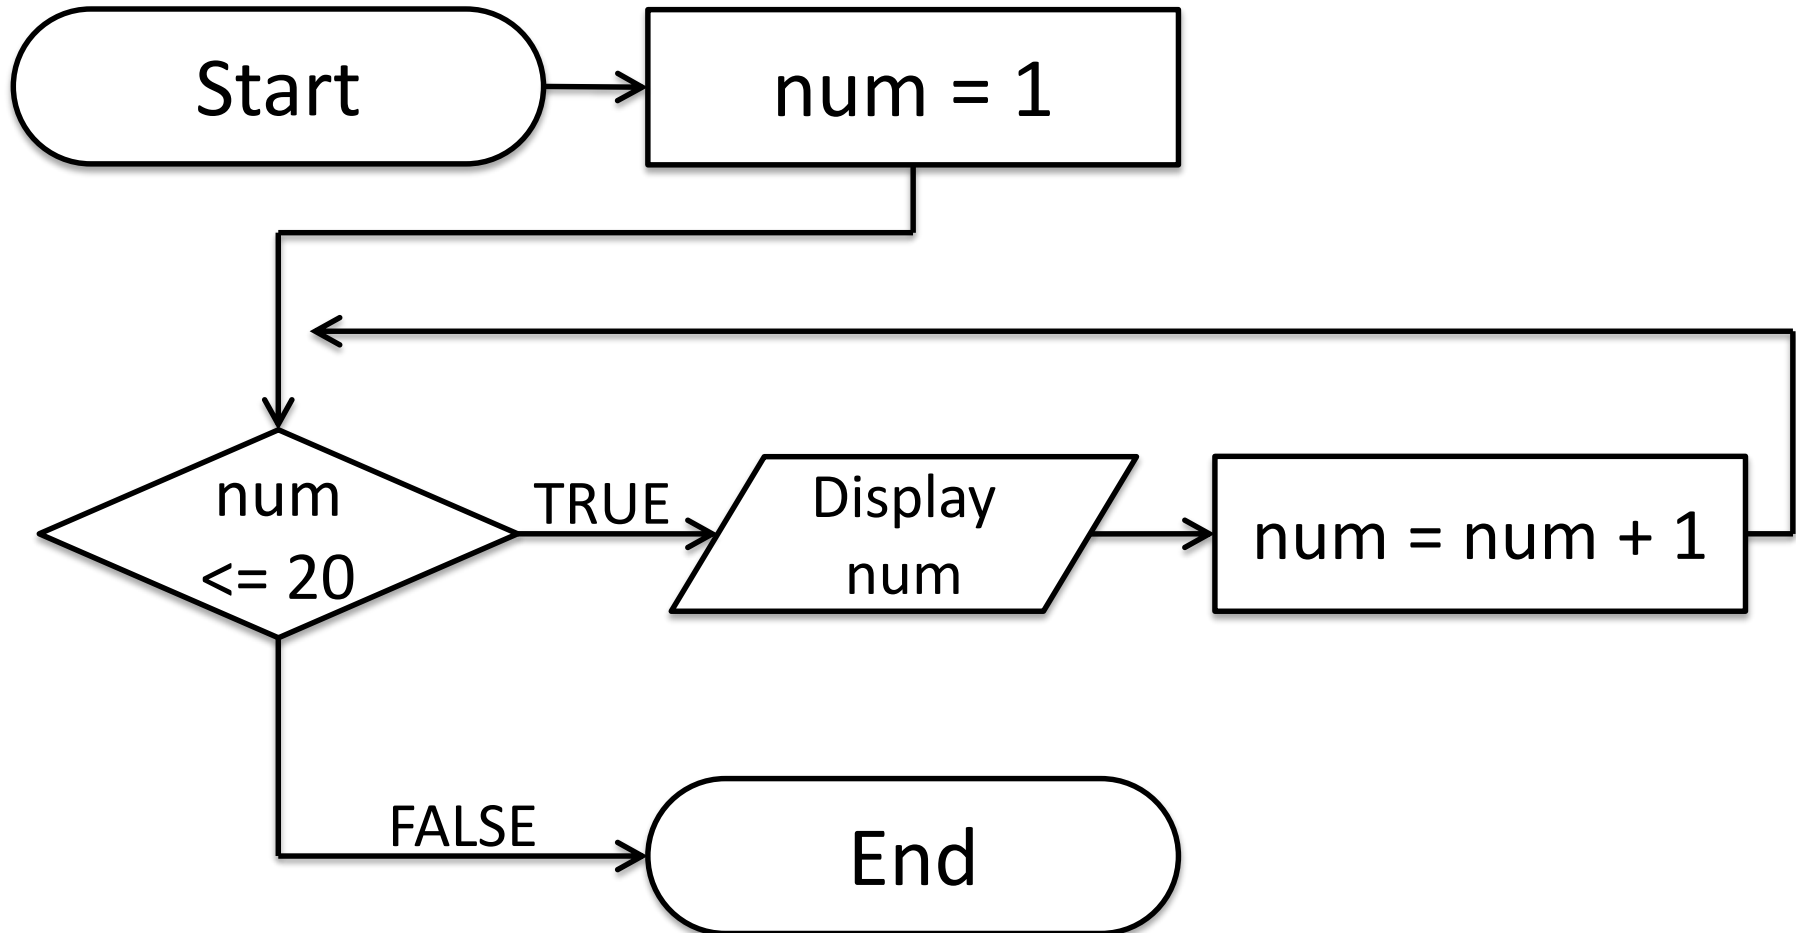 Start
num = 1
num
<= 20
TRUE
Display
num
num = num + 1
FALSE
End